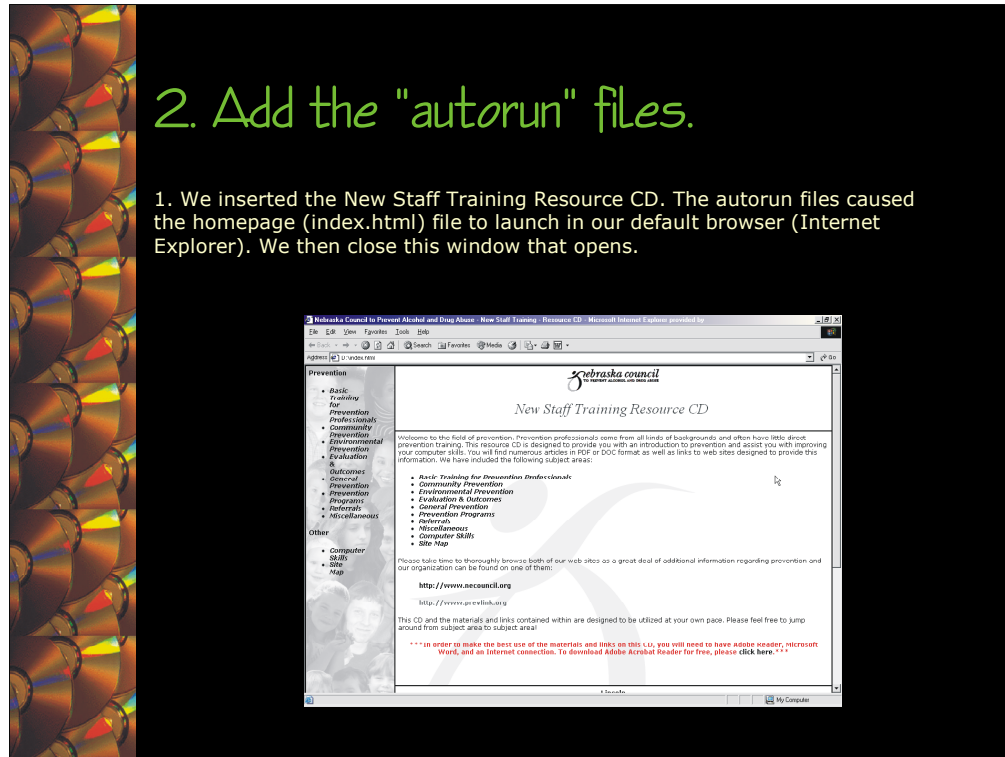 2. Add the "autorun" files.
1. We inserted the New Staff Training Resource CD. The autorun files caused
the homepage (index.html) file to launch in our default browser (Internet
Explorer). We then close this window that opens.
Nebraska Council to Prevent Alcohol and Drug Abuse - New Staff Training - Resource CD - Microsoft Internet Explorer provided by
File Edit View Favorites Tools Help
Back Search Favorites Media
Address D:\index.html Go
Prevention
Basic
Training
for
Prevention
Professionals
Community
Prevention
Environmental
Prevention
Evaluation
&
Outcomes
General
Prevention
Prevention
Programs
Referrals
Miscellaneous
Other
Computer
Skills
Site
Map
nebraska council
TO PREVENT ALCOHOL AND DRUG ABUSE
New Staff Training Resource CD
Welcome to the field of prevention. Prevention professionals come from all kinds of backgrounds and often have little direct
prevention training. This resource CD is designed to provide you with an introduction to prevention and assist you with improving
your computer skills. You will find numerous articles in PDF or DOC format as well as links to web sites designed to provide this
information. We have included the following subject areas:
Basic Training for Prevention Professionals
Community Prevention
Environmental Prevention
Evaluation & Outcomes
General Prevention
Prevention Programs
Referrals
Miscellaneous
Computer Skills
Site Map
Please take time to thoroughly browse both of our web sites as a great deal of additional information regarding prevention and
our organization can be found on one of them:
http://www.necouncil.org
http://www.prevlink.org
This CD and the materials and links contained within are designed to be utilized at your own pace. Please feel free to jump
around from subject area to subject area!
***In order to make the best use of the materials and links on this CD, you will need to have Adobe Reader, Microsoft
Word, and an Internet connection. To download Adobe Acrobat Reader for free, please click here.***
Lincoln
My Computer